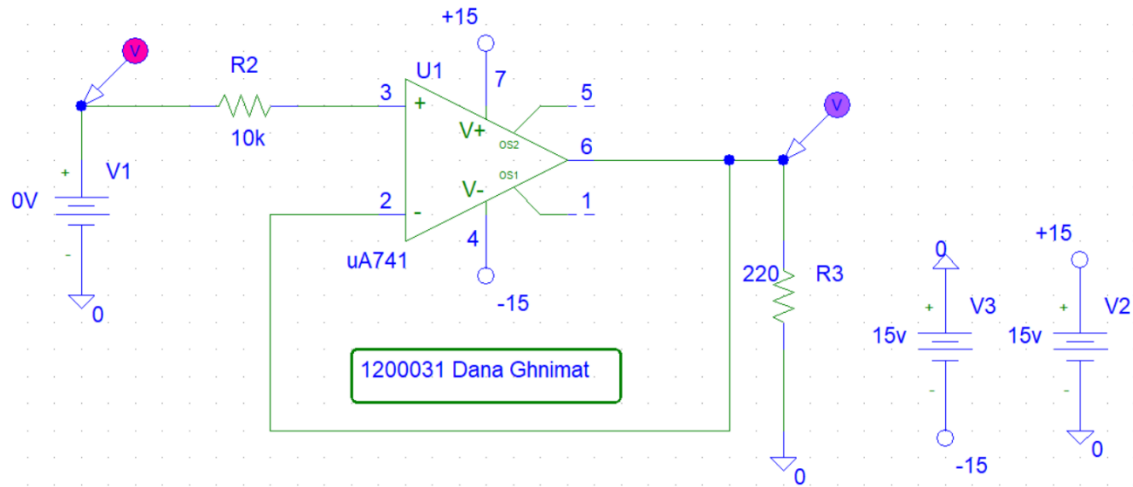 +15
V
R2
U1
7
3
+
5
V
10k
V+
OS2
6
+
V1
0V
OS1
V-
2
-
1
-
4
uA741
0
-15
220
R3
0
+
V3
15v
-
-15
+15
+
V2
15v
-
0
1200031 Dana Ghnimat
0